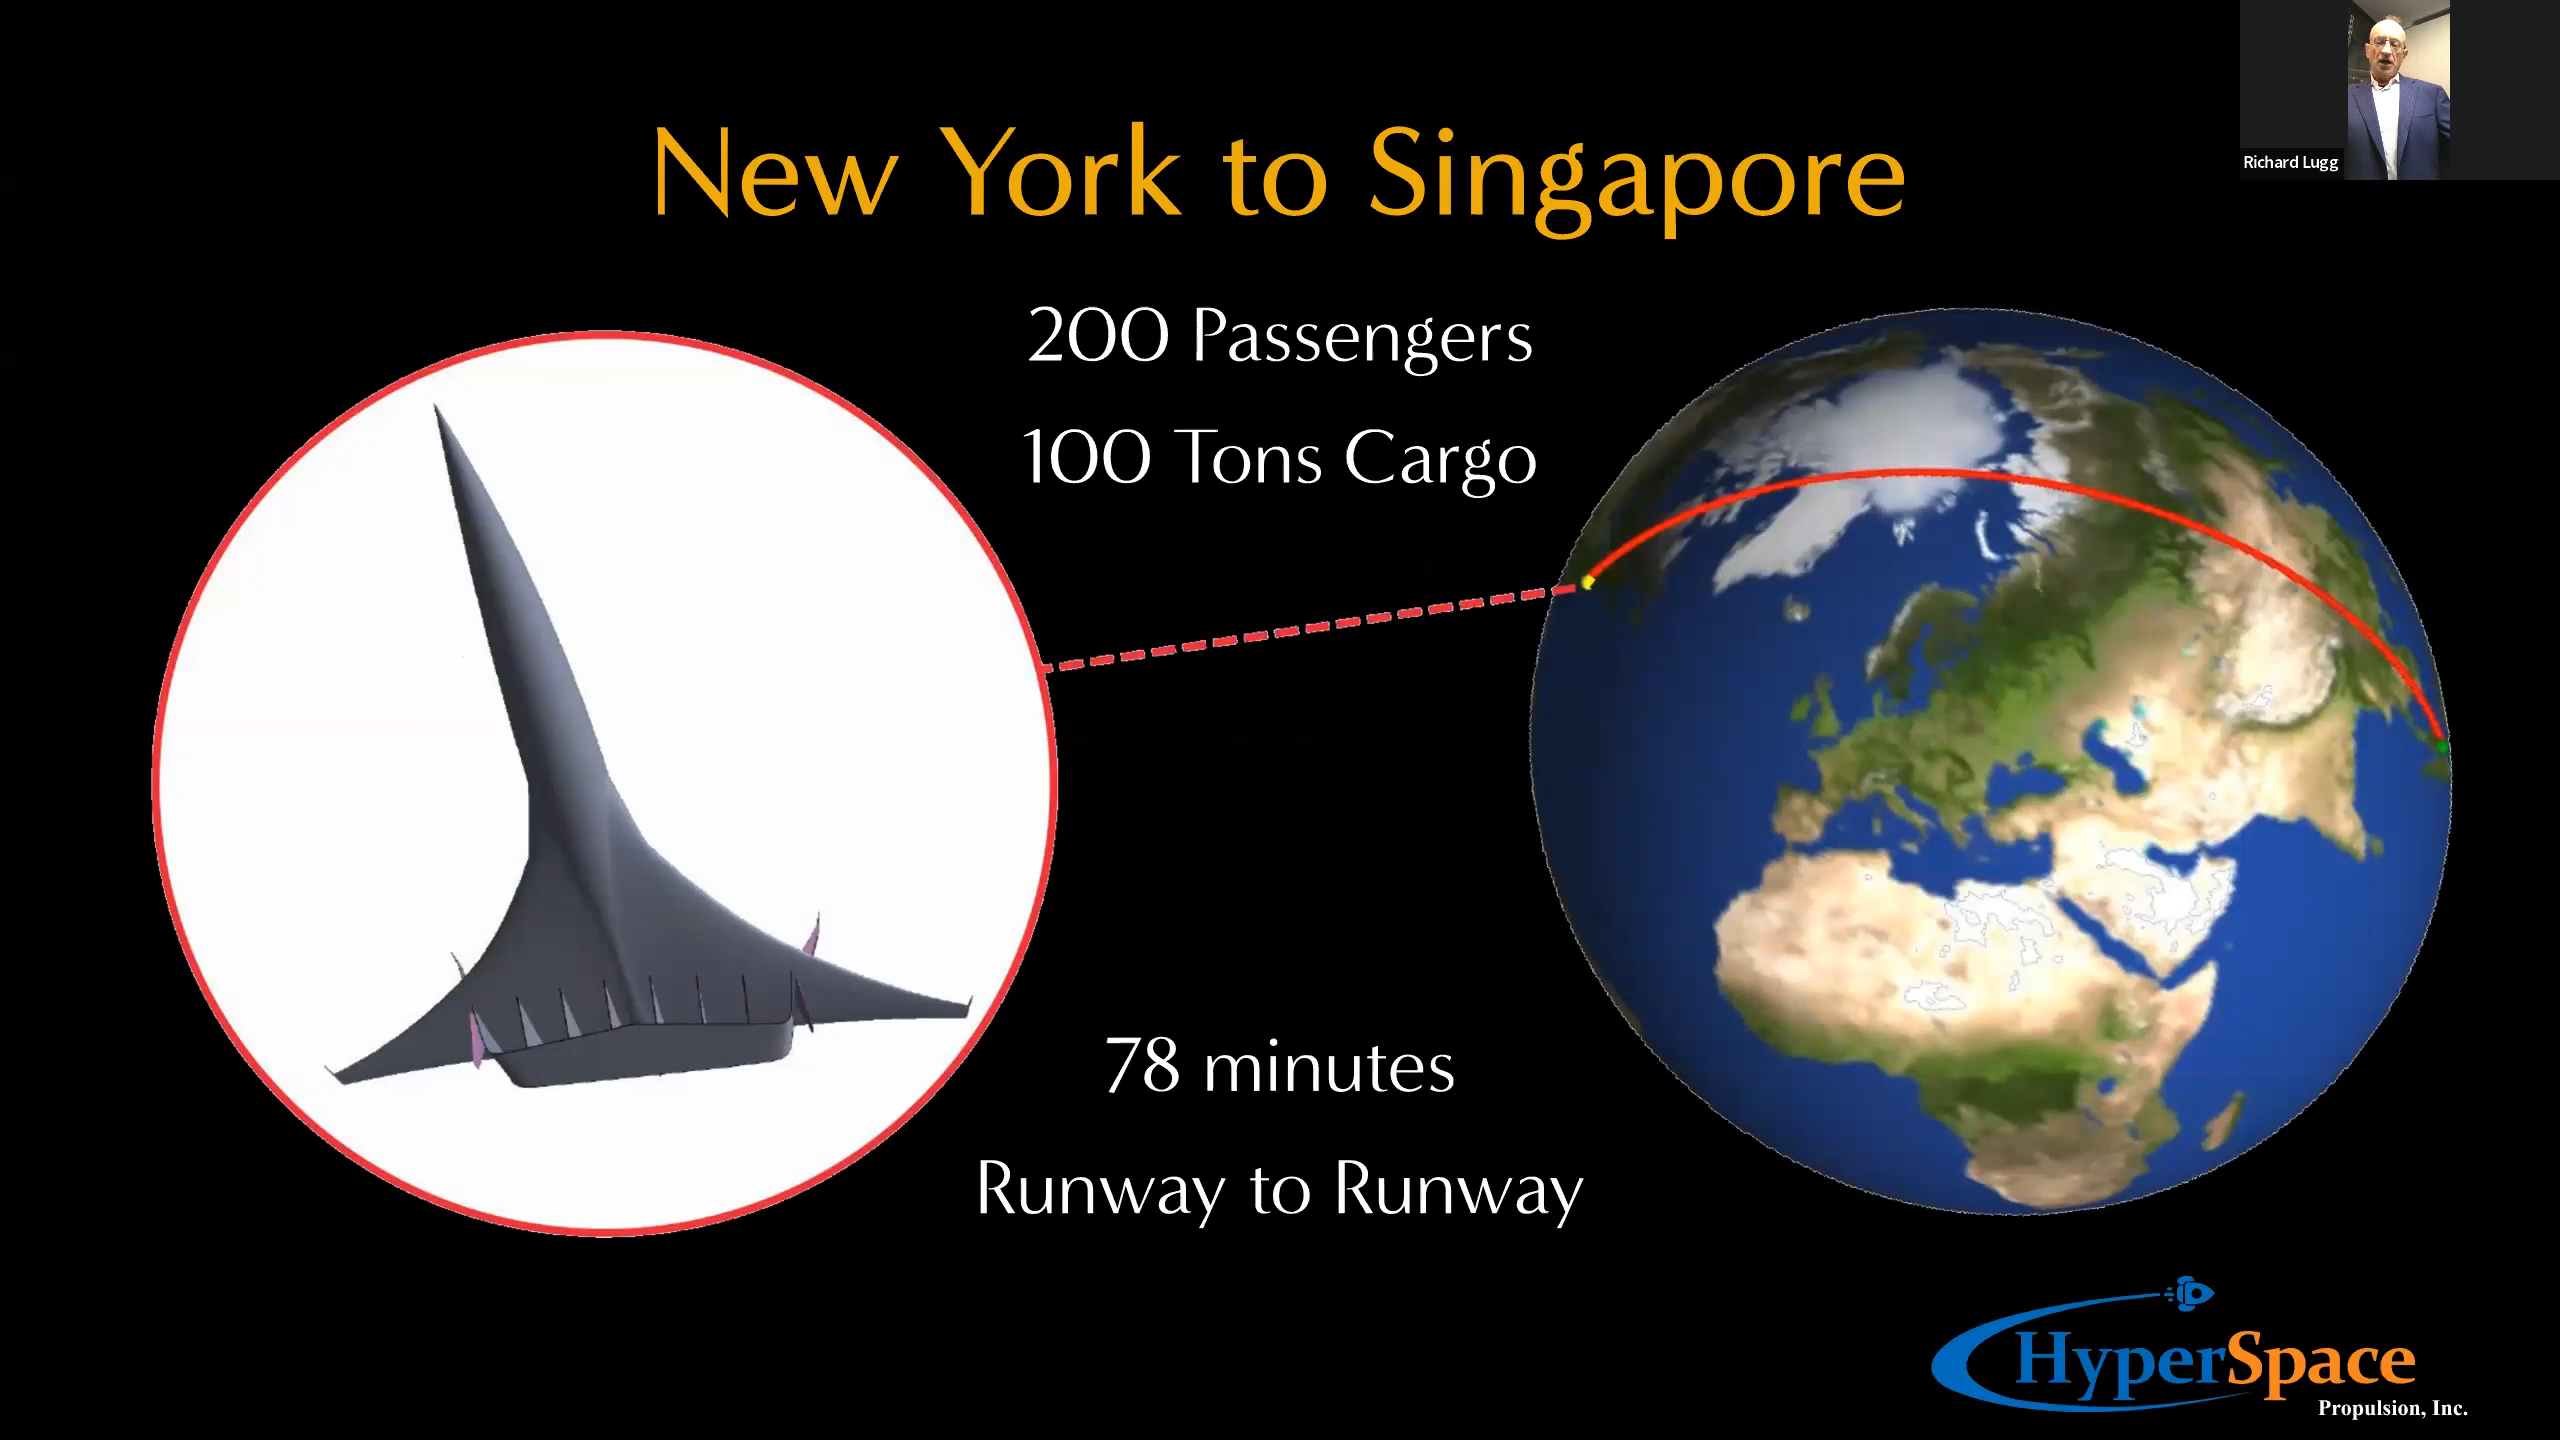 New York to Singapore
Richard Lugg
200 Passengers
100 Tons Cargo
78 minutes
Runway to Runway
HyperSpace
Propulsion, Inc.